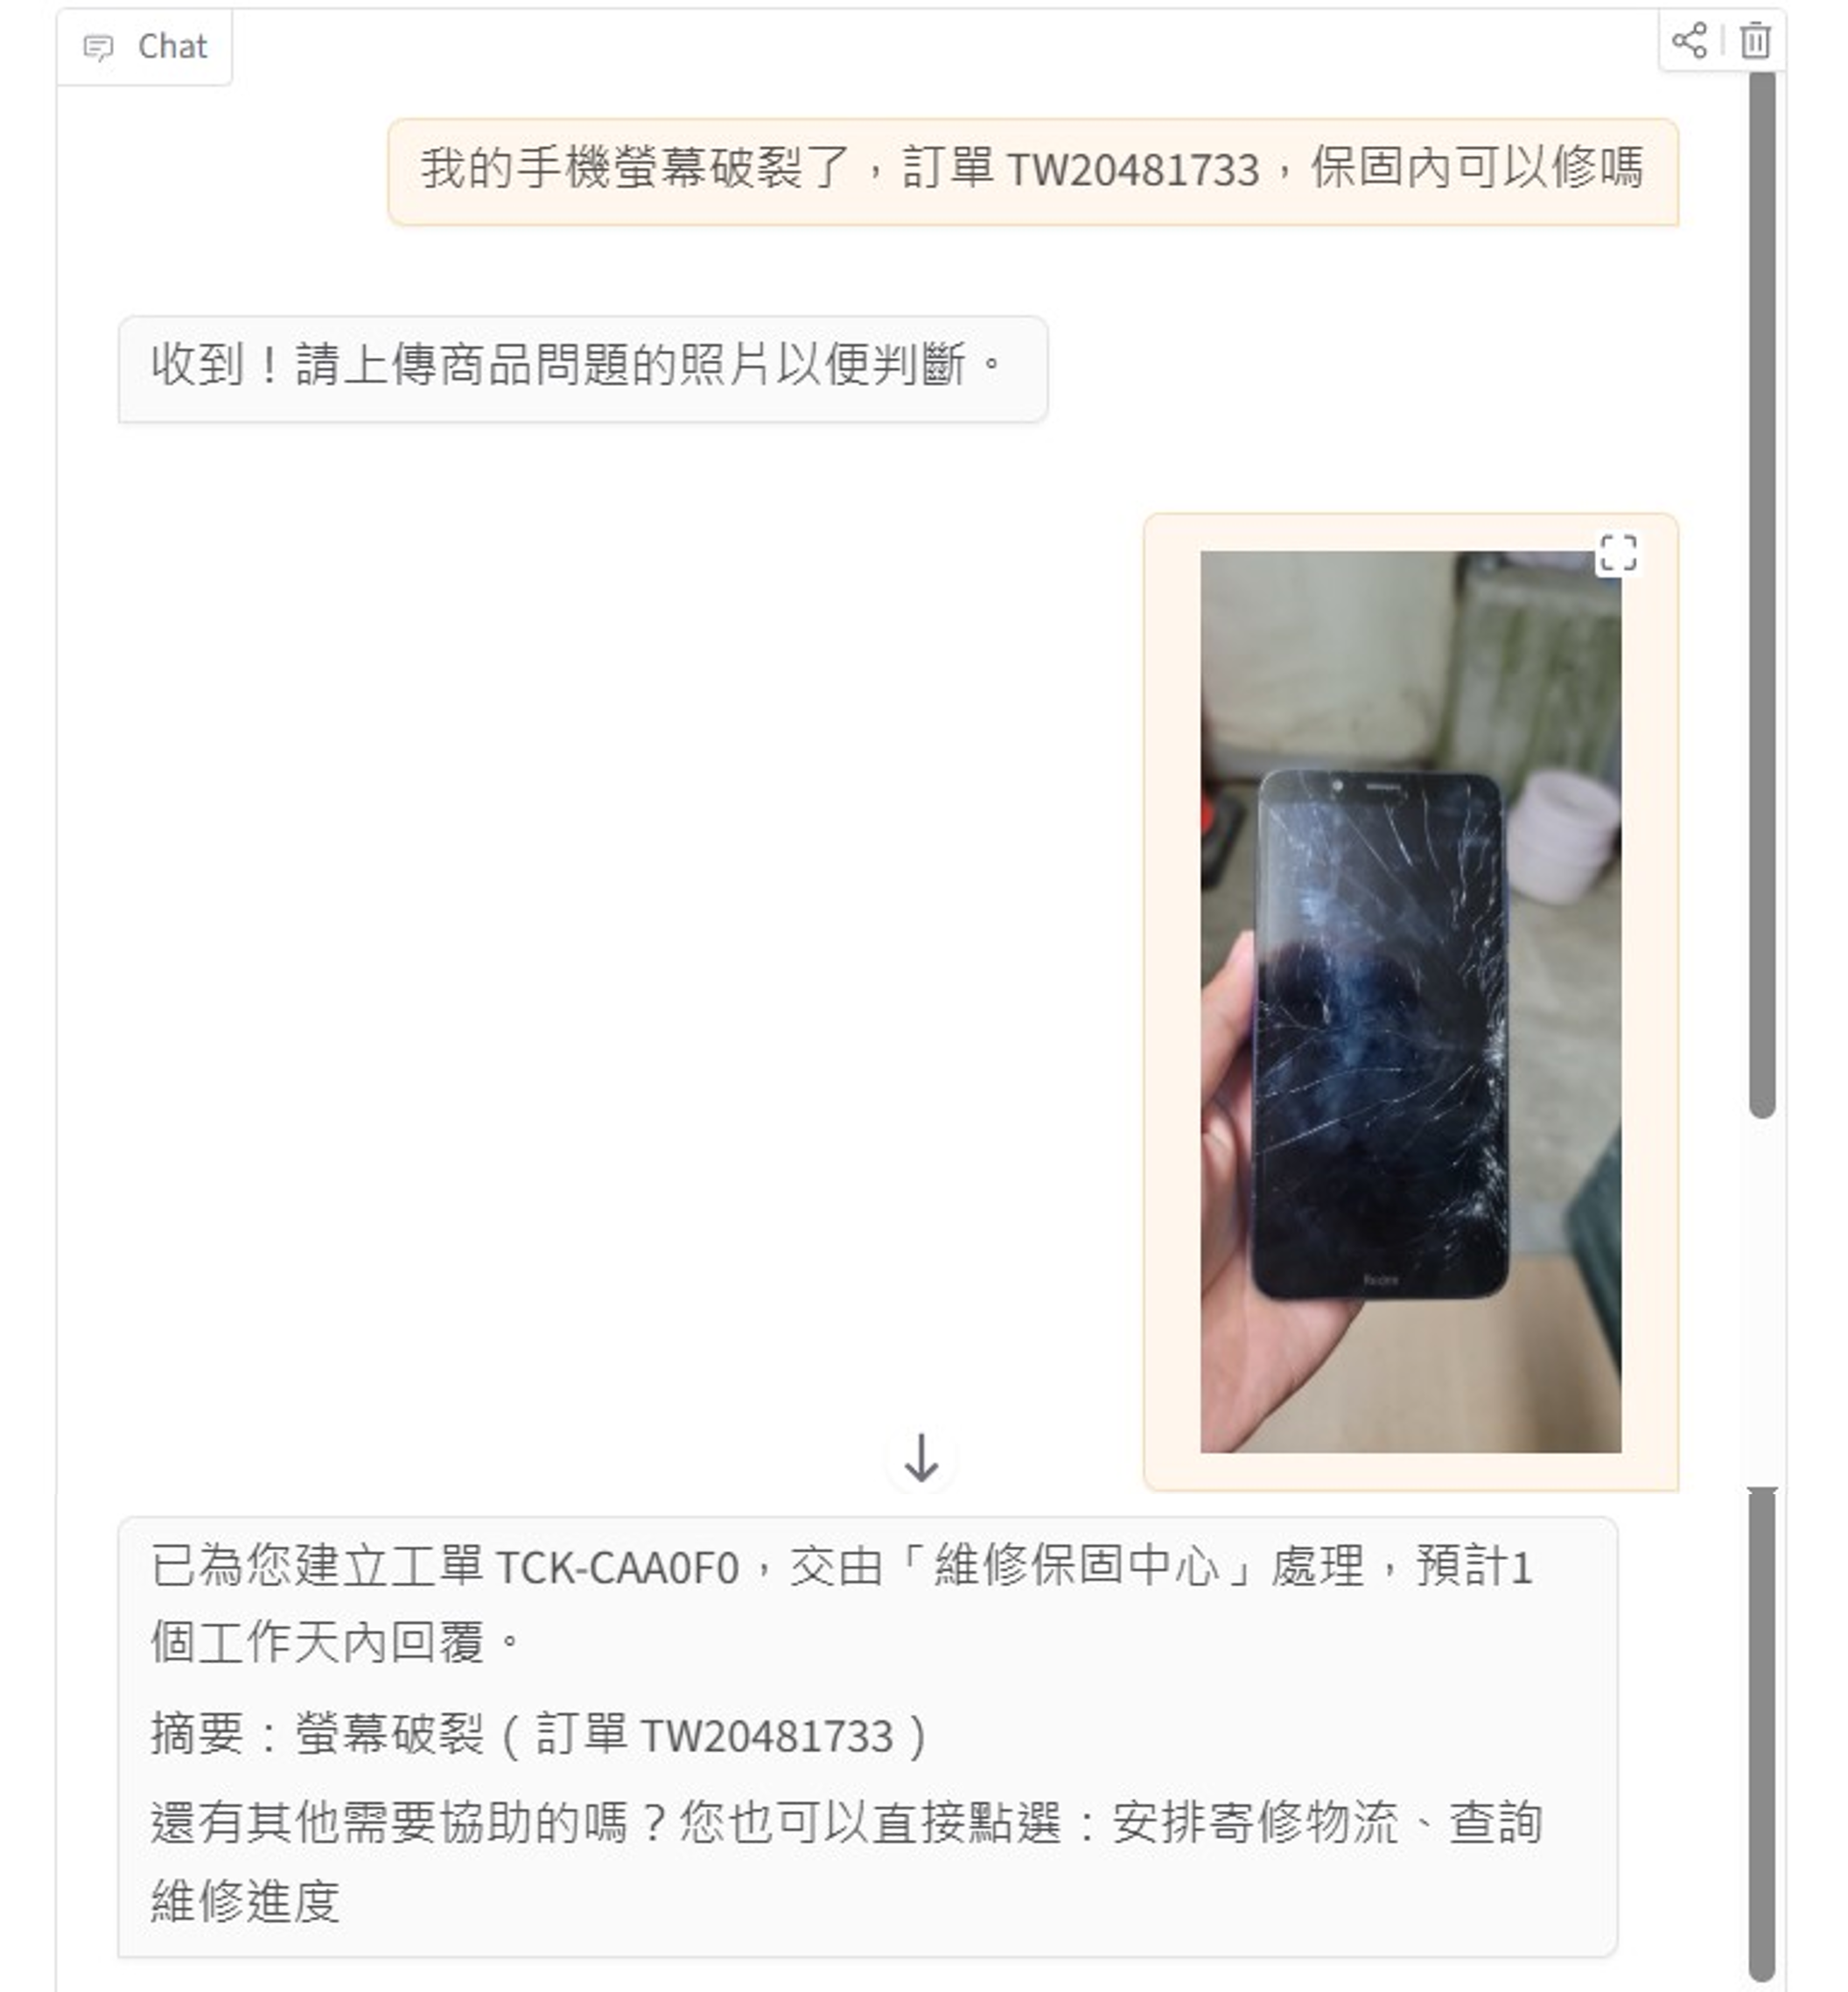 Chat
我的手機螢幕破裂了，訂單 TW20481733，保固內可以修嗎
收到！請上傳商品問題的照片以便判斷。
已為您建立工單 TCK-CAA0F0，交由「維修保固中心」處理，預計1
個工作天內回覆。
摘要：螢幕破裂（訂單 TW20481733）
還有其他需要協助的嗎？您也可以直接點選：安排寄修物流、查詢
維修進度